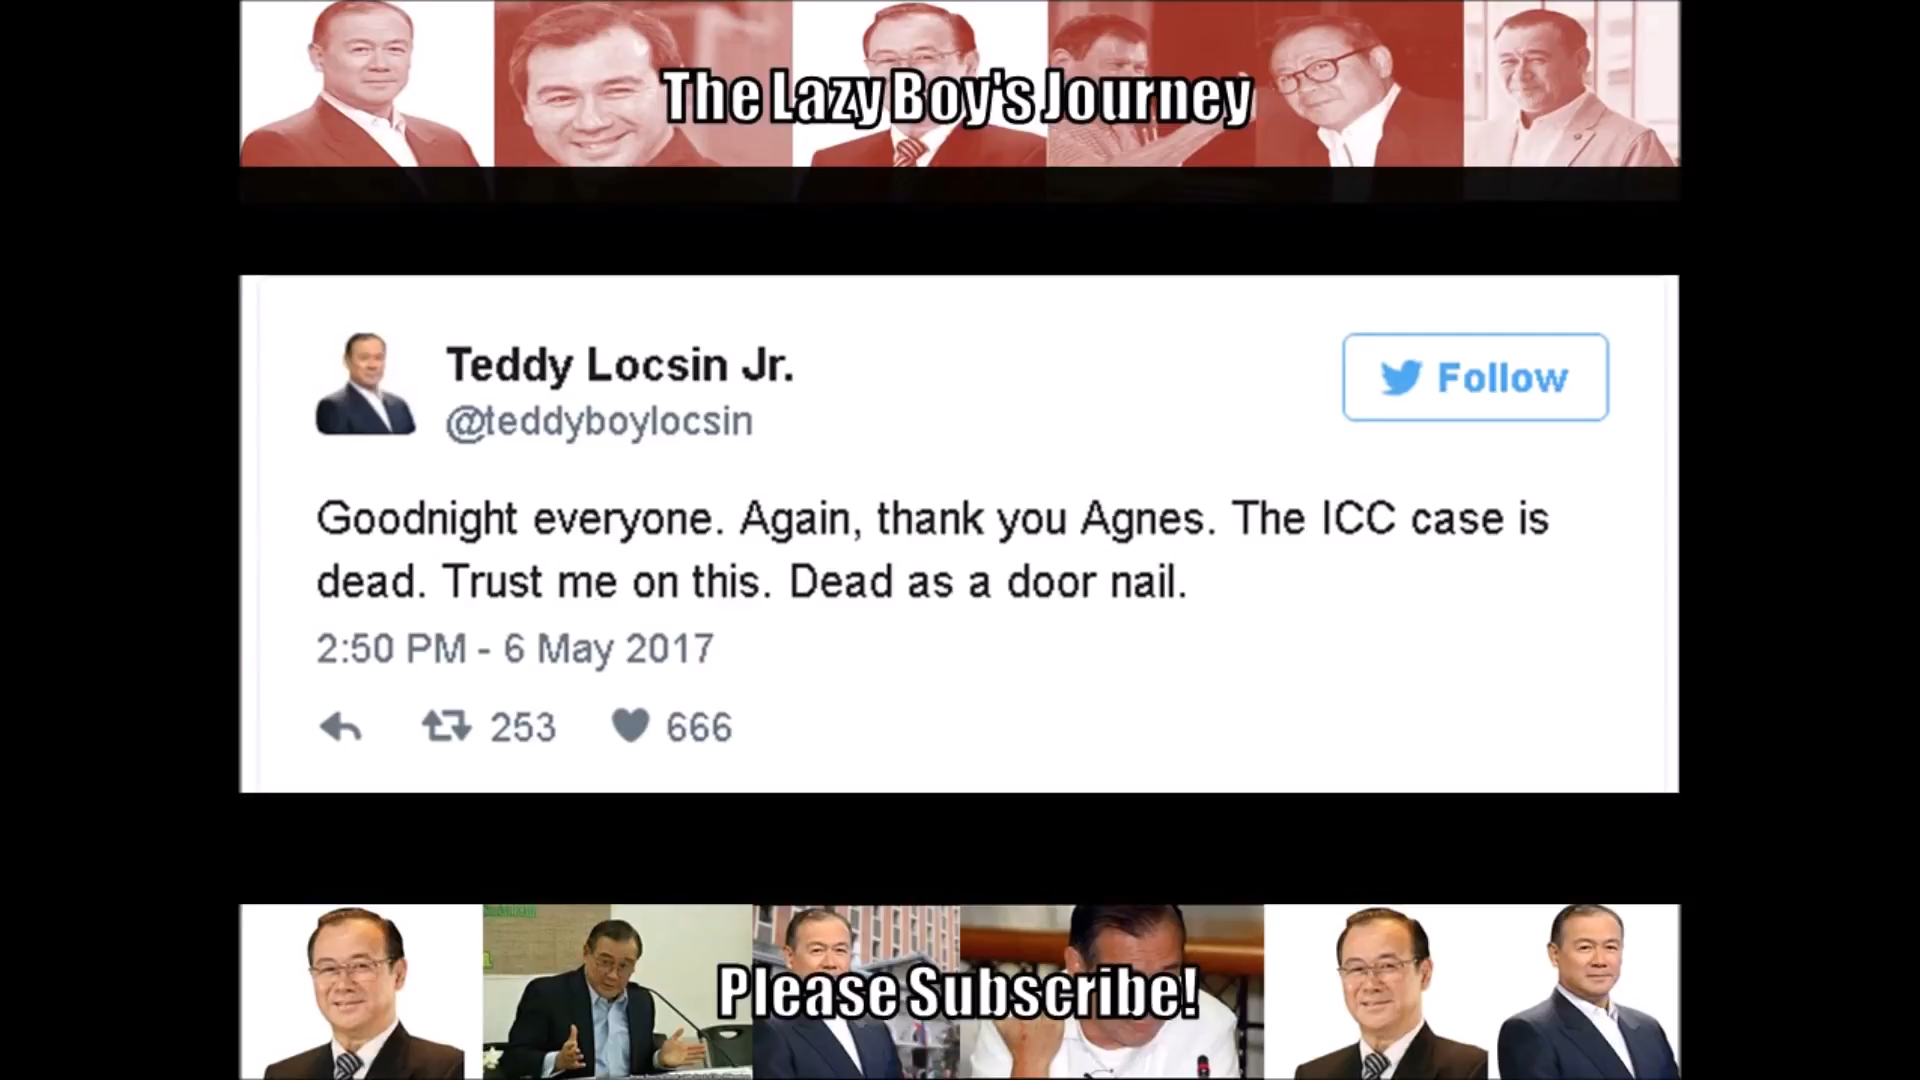 The Lazy Boy's Journey
Teddy Locsin Jr.
@teddyboylocsin
Follow
Goodnight everyone. Again, thank you Agnes. The ICC case is
dead. Trust me on this. Dead as a door nail.
2:50 PM - 6 May 2017
253 666
Please Subscribe!